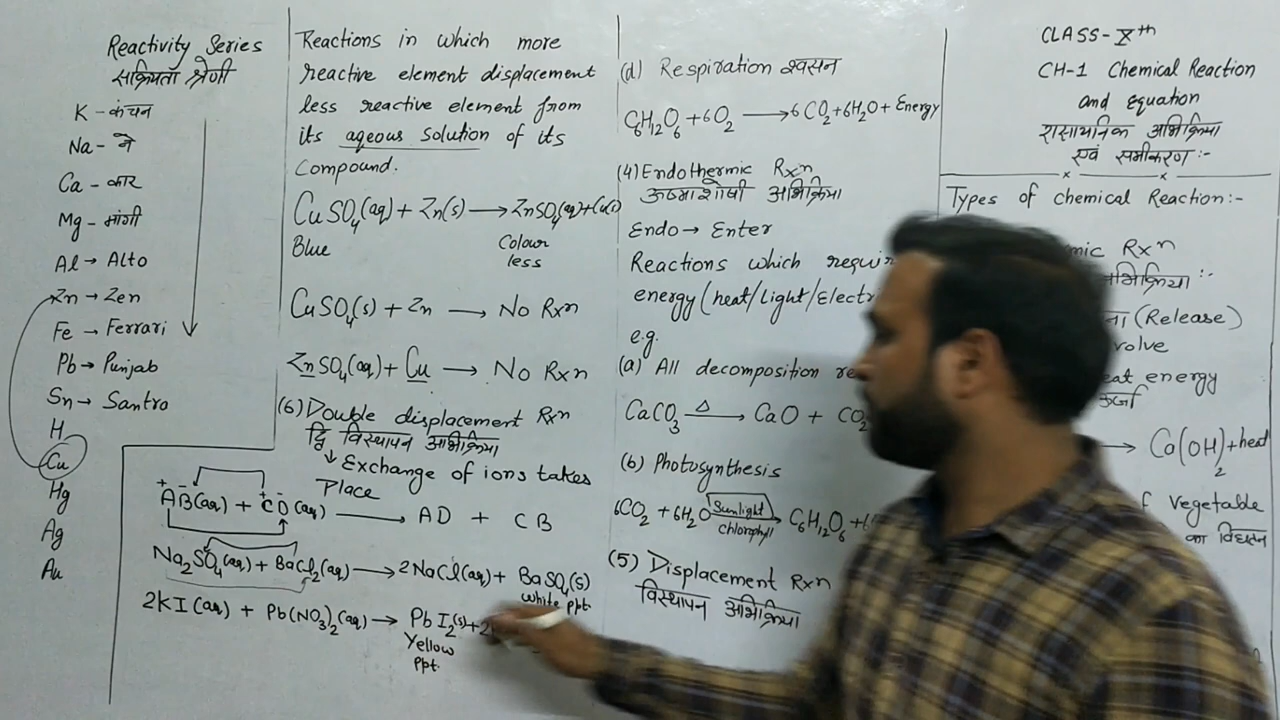 Reactivity Series
सक्रियता श्रेणी
K - कंचन
Na - ने
Ca - कार
Mg - मांगी
Al → Alto
Zn → Zen
Fe → Ferrari
Pb → Punjab
Sn → Santro
H
Cu
Hg
Ag
Au
Reactions in which more
reactive element displacement
less reactive element from
its aqeous solution of its
Compound.
CuSO₄(aq) + Zn(s) → ZnSO₄(aq) + Cu(s)
Blue Colour
less
CuSO₄(s) + Zn → No Rxn
ZnSO₄(aq) + Cu → No Rxn
(6) Double displacement Rxn
द्वि विस्थापन अभिक्रिया
↓ Exchange of ions takes
Place
+ - + -
AB(aq) + CD(aq) → AD + CB
Na₂SO₄(aq) + BaCl₂(aq) → 2NaCl(aq) + BaSO₄(s)
white ppt
2KI(aq) + Pb(NO₃)₂(aq) → PbI₂(s) + 2
Yellow
ppt.
(d) Respiration श्वसन
C₆H₁₂O₆ + 6O₂ → 6CO₂ + 6H₂O + Energy
(4) Endothermic Rxn
ऊष्माशोषी अभिक्रिया
Endo → Enter
Reactions which requir
energy (heat/Light/Electr
e.g.
(a) All decomposition re
CaCO₃ Δ → CaO + CO₂
(b) Photosynthesis
6CO₂ + 6H₂O Sunlight → C₆H₁₂O₆ + 6
chlorophyll
(5) Displacement Rxn
विस्थापन अभिक्रिया
CLASS - Xth
CH-1 Chemical Reaction
and Equation
रासायनिक अभिक्रिया
एवं समीकरण :-
Types of chemical Reaction:-
mic Rxn
अभिक्रिया :-
ना (Release)
volve
eat energy
ऊर्जा
→ Ca(OH)₂ + heat
f Vegetable
का विघटन